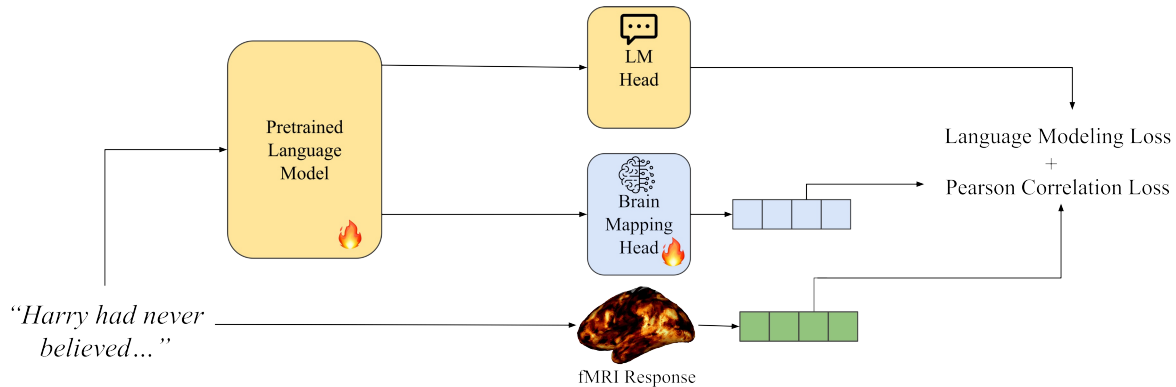 Pretrained
Language
Model
LM
Head
Brain
Mapping
Head
Language Modeling Loss
+
Pearson Correlation Loss
“Harry had never
believed…”
fMRI Response